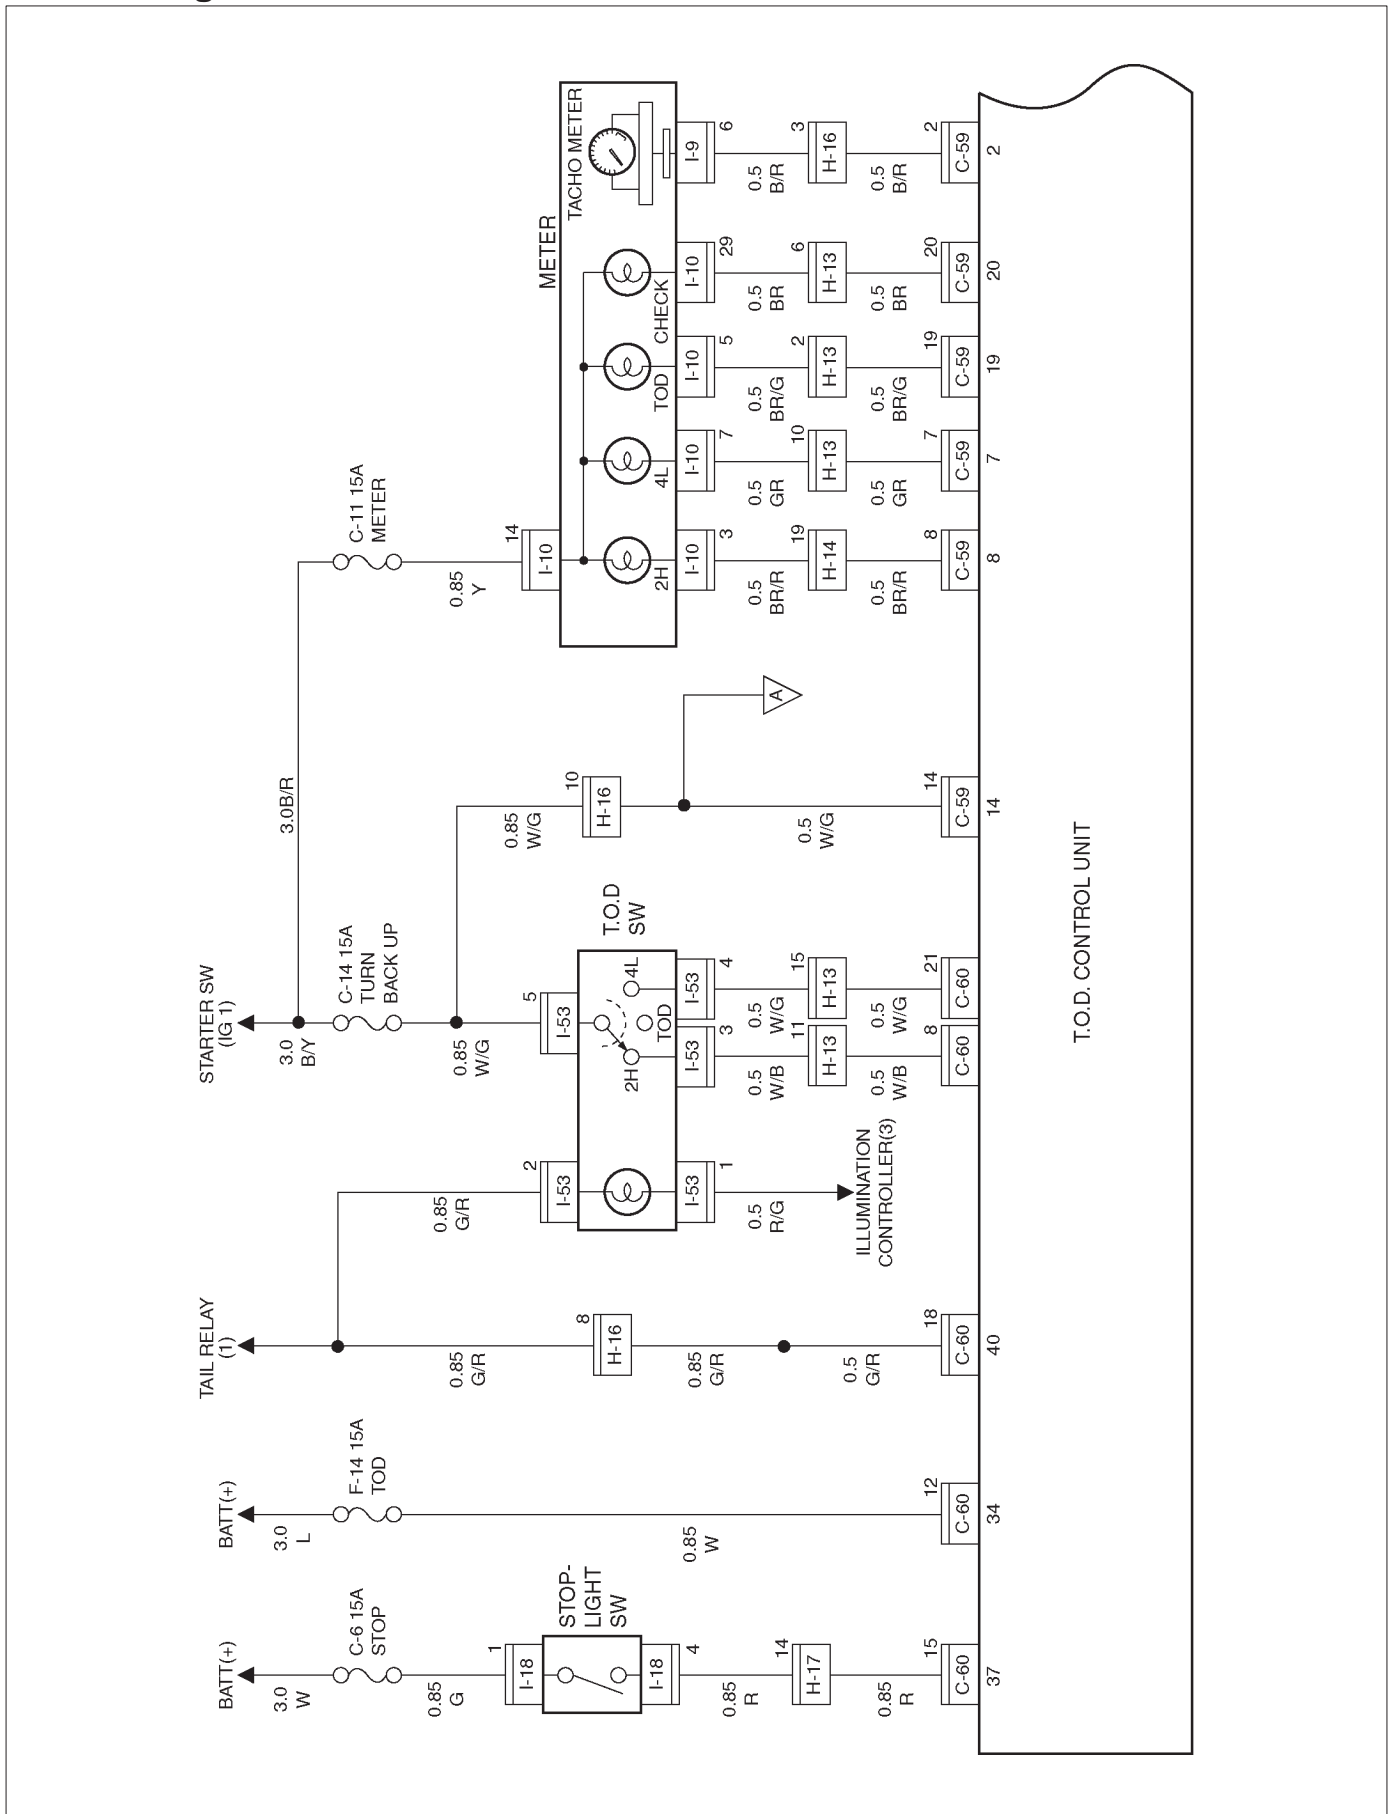 BATT(+)
3.0
W
C-6 15A
STOP
0.85
G
1
I-18
STOP-
LIGHT
SW
I-18
4
0.85
R
14
H-17
0.85
R
15
C-60
37
BATT(+)
3.0
L
F-14 15A
TOD
0.85
W
12
C-60
34
TAIL RELAY
(1)
0.85
G/R
8
H-16
0.85
G/R
0.5
G/R
18
C-60
40
0.85
G/R
2
I-53
I-53
1
0.5
R/G
ILLUMINATION
CONTROLLER(3)
STARTER SW
(IG 1)
3.0
B/Y
C-14 15A
TURN
BACK UP
0.85
W/G
5
I-53
T.O.D
SW
2H
TOD
4L
I-53
3
0.5
W/B
11
H-13
0.5
W/B
8
C-60
I-53
4
0.5
W/G
15
H-13
0.5
W/G
21
C-60
0.85
W/G
10
H-16
A
0.5
W/G
14
C-59
14
3.0B/R
C-11 15A
METER
0.85
Y
14
I-10
METER
2H
I-10
3
0.5
BR/R
19
H-14
0.5
BR/R
8
C-59
8
4L
I-10
7
0.5
GR
10
H-13
0.5
GR
7
C-59
7
TOD
I-10
5
0.5
BR/G
2
H-13
0.5
BR/G
19
C-59
19
CHECK
I-10
29
0.5
BR
6
H-13
0.5
BR
20
C-59
20
TACHO METER
I-9
6
0.5
B/R
3
H-16
0.5
B/R
2
C-59
2
T.O.D. CONTROL UNIT